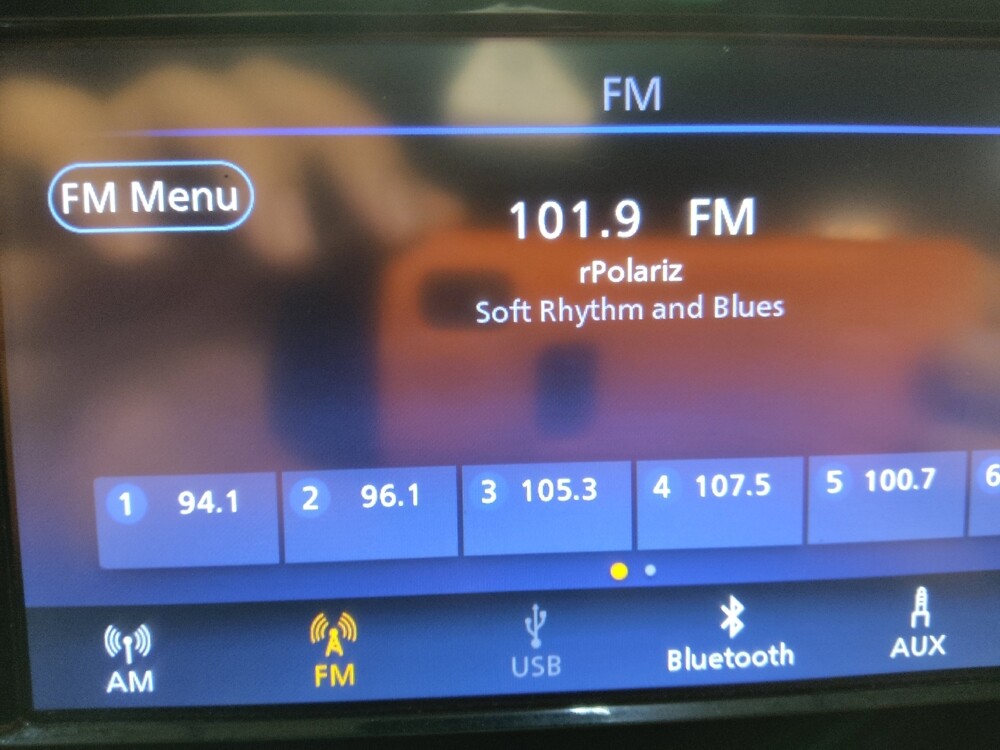 FM
FM Menu
101.9 FM
rPolariz
Soft Rhythm and Blues
1 94.1 2 96.1 3 105.3 4 107.5 5 100.7 6
AM FM USB Bluetooth AUX